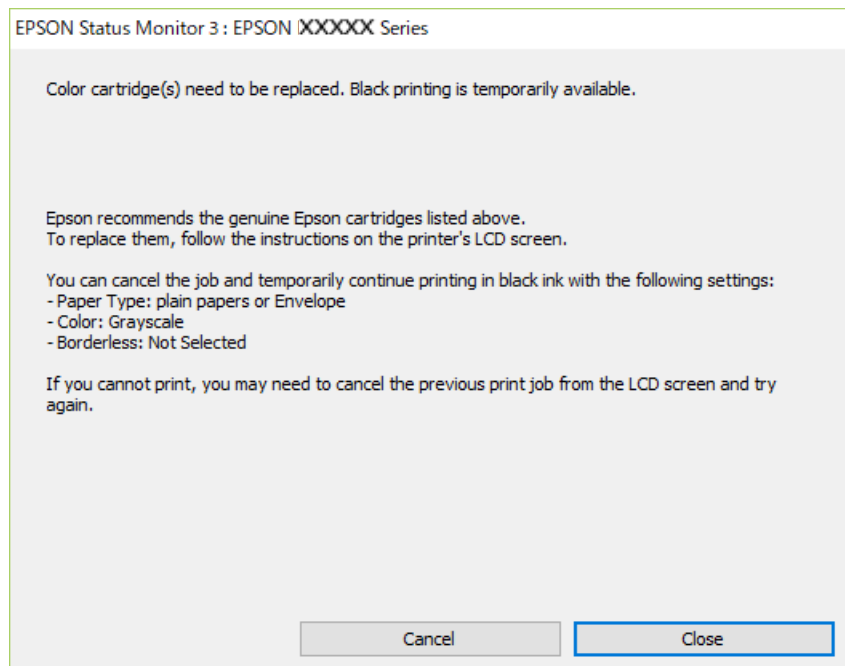 EPSON Status Monitor 3 : EPSON XXXXX Series
Color cartridge(s) need to be replaced. Black printing is temporarily available.
Epson recommends the genuine Epson cartridges listed above.
To replace them, follow the instructions on the printer's LCD screen.
You can cancel the job and temporarily continue printing in black ink with the following settings:
- Paper Type: plain papers or Envelope
- Color: Grayscale
- Borderless: Not Selected
If you cannot print, you may need to cancel the previous print job from the LCD screen and try
again.
Cancel Close